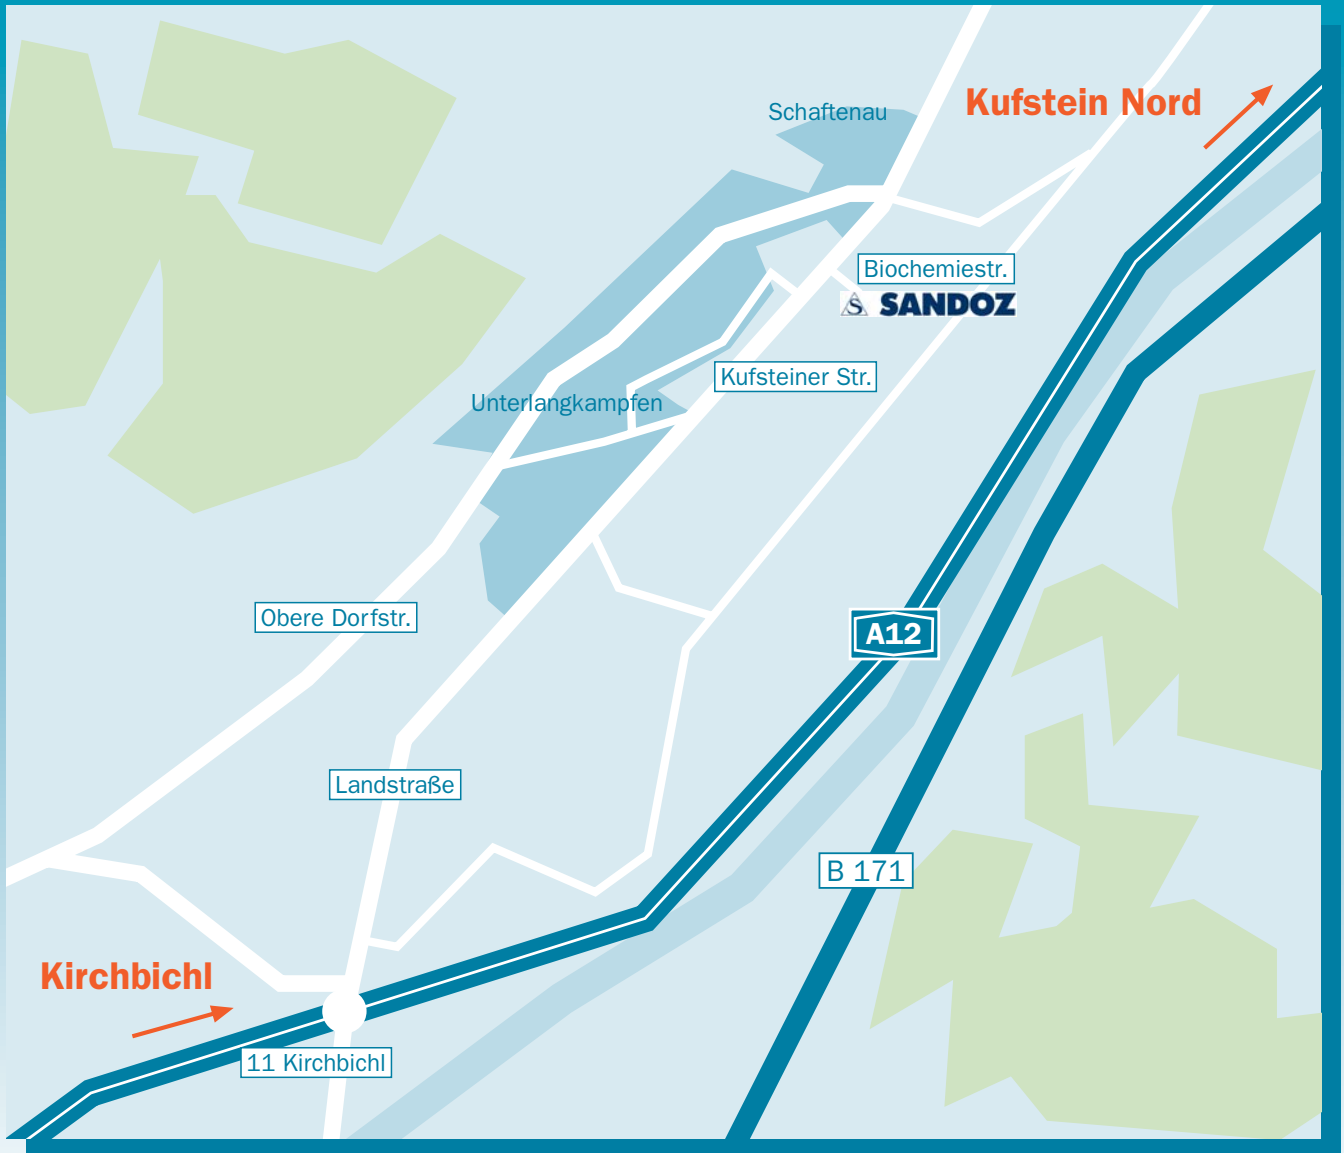 Schaftenau
Kufstein Nord
Biochemiestr.
S SANDOZ
Kufsteiner Str.
Unterlangkampfen
Obere Dorfstr.
A12
Landstraße
B 171
Kirchbichl
11 Kirchbichl